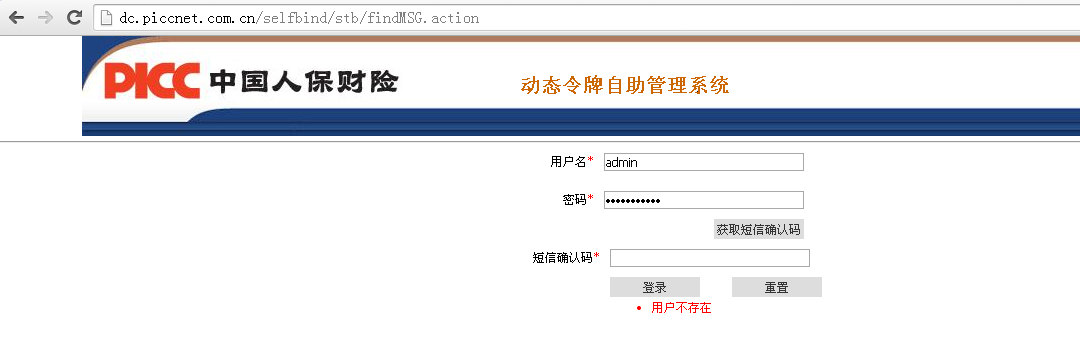 dc.piccnet.com.cn/selfbind/stb/findMSG.action
PICC 中国人保财险 动态令牌自助管理系统
用户名* admin
密码* •••••••••••
获取短信确认码
短信确认码*
登录 重置
• 用户不存在